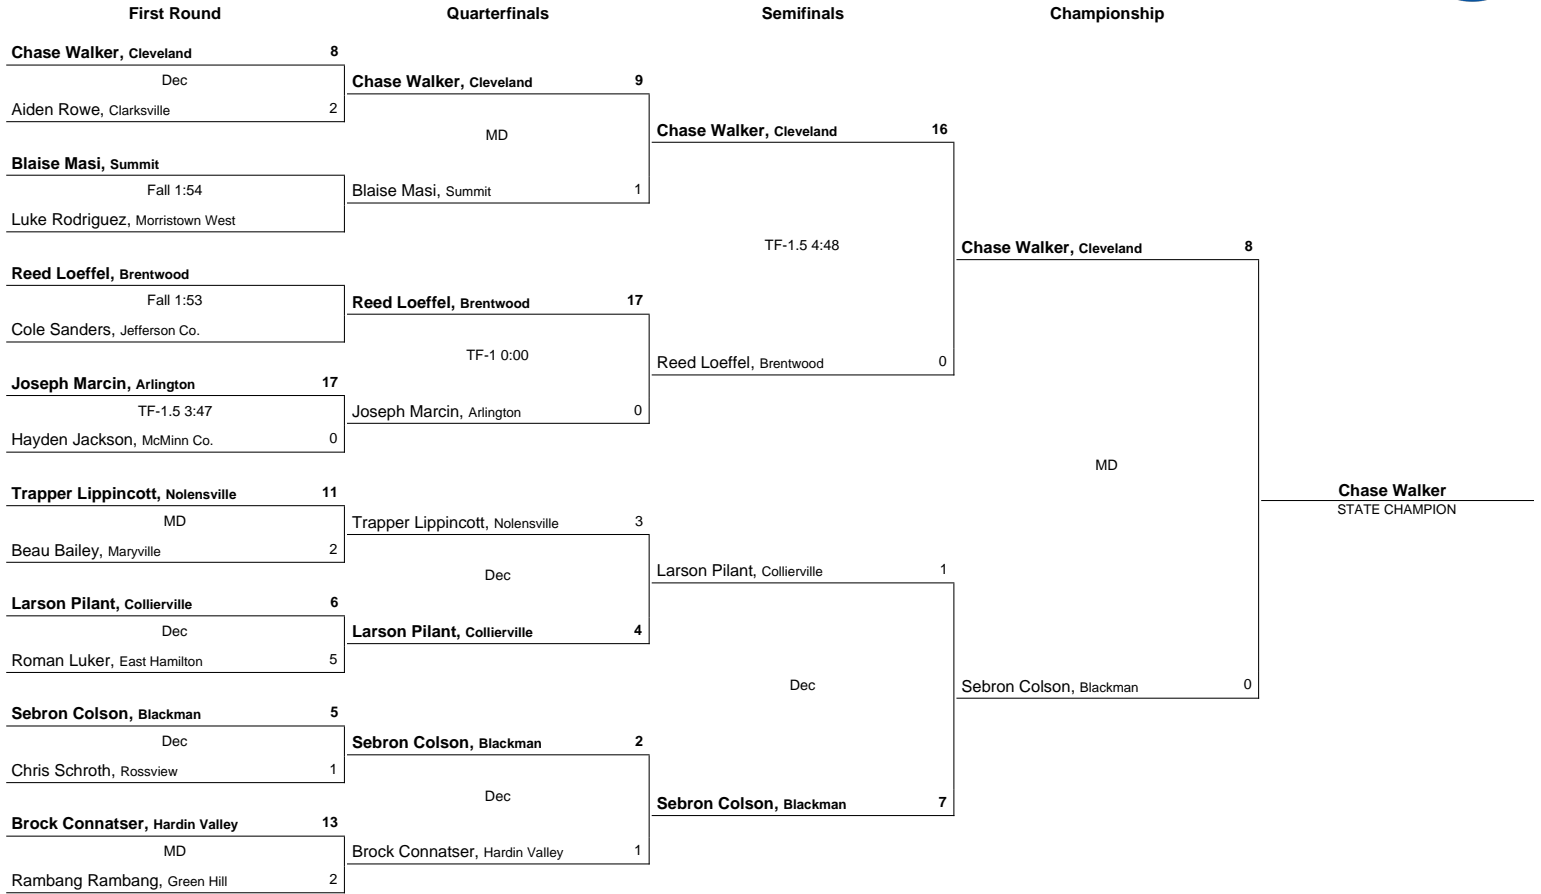 First Round Quarterfinals Semifinals Championship
Chase Walker, Cleveland 8
Dec
Aiden Rowe, Clarksville 2
Blaise Masi, Summit
Fall 1:54
Luke Rodriguez, Morristown West
Reed Loeffel, Brentwood
Fall 1:53
Cole Sanders, Jefferson Co.
Joseph Marcin, Arlington 17
TF-1.5 3:47
Hayden Jackson, McMinn Co. 0
Trapper Lippincott, Nolensville 11
MD
Beau Bailey, Maryville 2
Larson Pilant, Collierville 6
Dec
Roman Luker, East Hamilton 5
Sebron Colson, Blackman 5
Dec
Chris Schroth, Rossview 1
Brock Connatser, Hardin Valley 13
MD
Rambang Rambang, Green Hill 2
Chase Walker, Cleveland 9
MD
Blaise Masi, Summit 1
Reed Loeffel, Brentwood 17
TF-1 0:00
Joseph Marcin, Arlington 0
Trapper Lippincott, Nolensville 3
Dec
Larson Pilant, Collierville 4
Sebron Colson, Blackman 2
Dec
Brock Connatser, Hardin Valley 1
Chase Walker, Cleveland 16
TF-1.5 4:48
Reed Loeffel, Brentwood 0
Larson Pilant, Collierville 1
Dec
Sebron Colson, Blackman 7
Chase Walker, Cleveland 8
MD
Sebron Colson, Blackman 0
Chase Walker
STATE CHAMPION